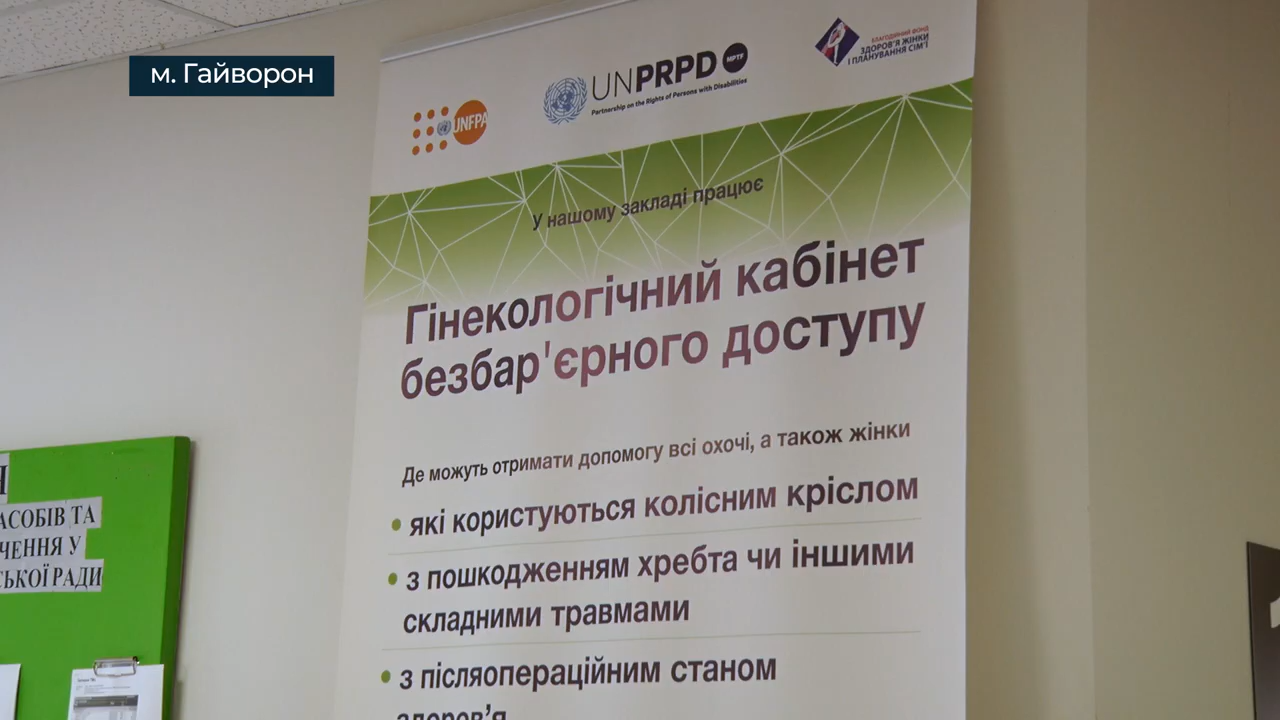 м. Гайворон
UNFPA
UNPRPD MPTF
Partnership on the Rights of Persons with Disabilities
БЛАГОДІЙНИЙ ФОНД
ЗДОРОВ'Я ЖІНКИ
І ПЛАНУВАННЯ СІМ'Ї
У нашому закладі працює
Гінекологічний кабінет
безбар'єрного доступу
Де можуть отримати допомогу всі охочі, а також жінки
• які користуються колісним кріслом
• з пошкодженням хребта чи іншими
складними травмами
• з післяопераційним станом
здоров’я
АСОБІВ ТА
ЧЕННЯ У
СЬКОЇ РАДИ